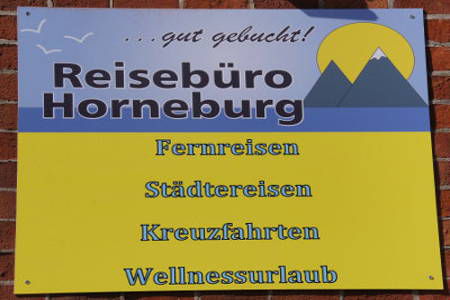 ...gut gebucht!
Reisebüro
Horneburg
Fernreisen
Städtereisen
Kreuzfahrten
Wellnessurlaub